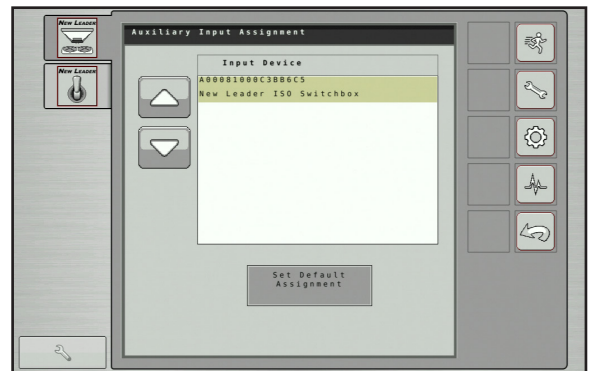 NEW LEADER
NEW LEADER
Auxiliary Input Assignment
Input Device
A00081000C3BB6C5
New Leader ISO Switchbox
Set Default
Assignment